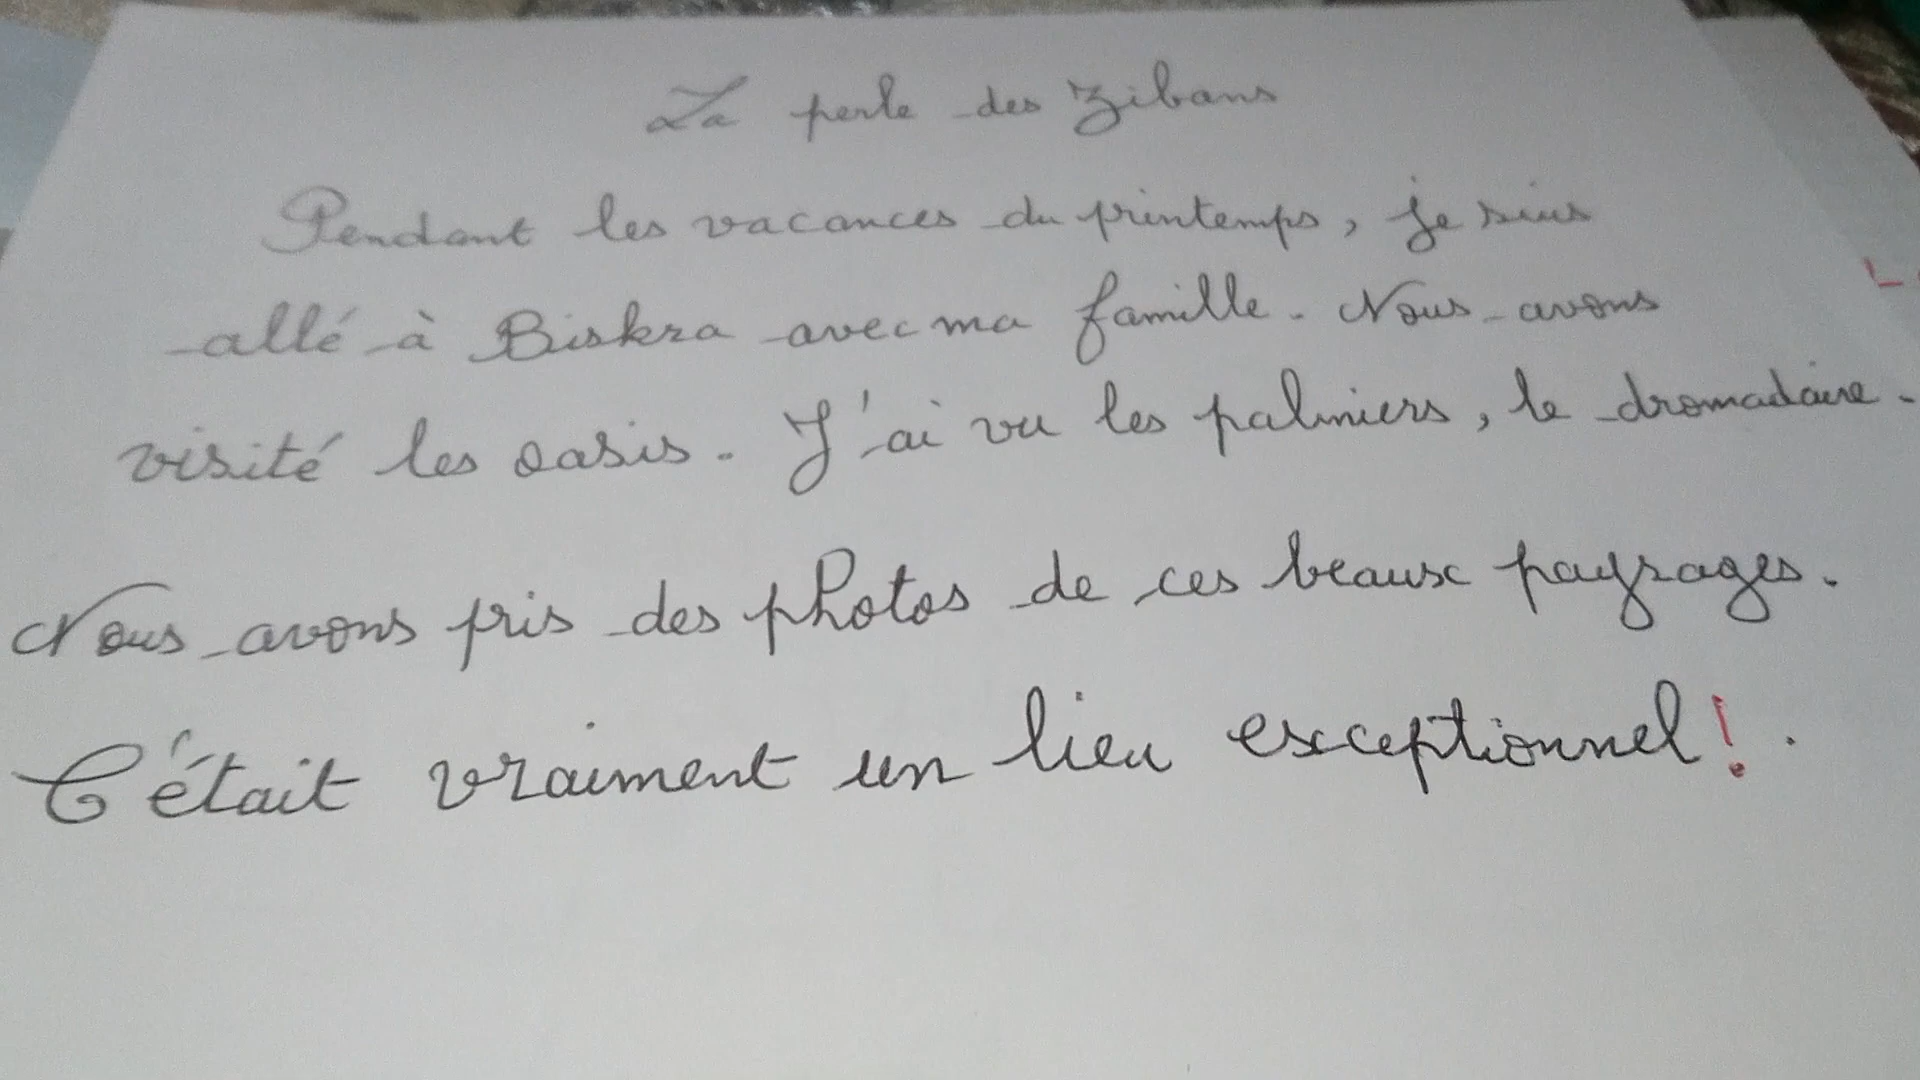 La perle des Zibans
Pendant les vacances du printemps, je suis
allé à Biskra avec ma famille. Nous avons
visité les oasis. J'ai vu les palmiers, le dromadaire.
Nous avons pris des photos de ces beaux paysages.
C'était vraiment un lieu exceptionnel! .